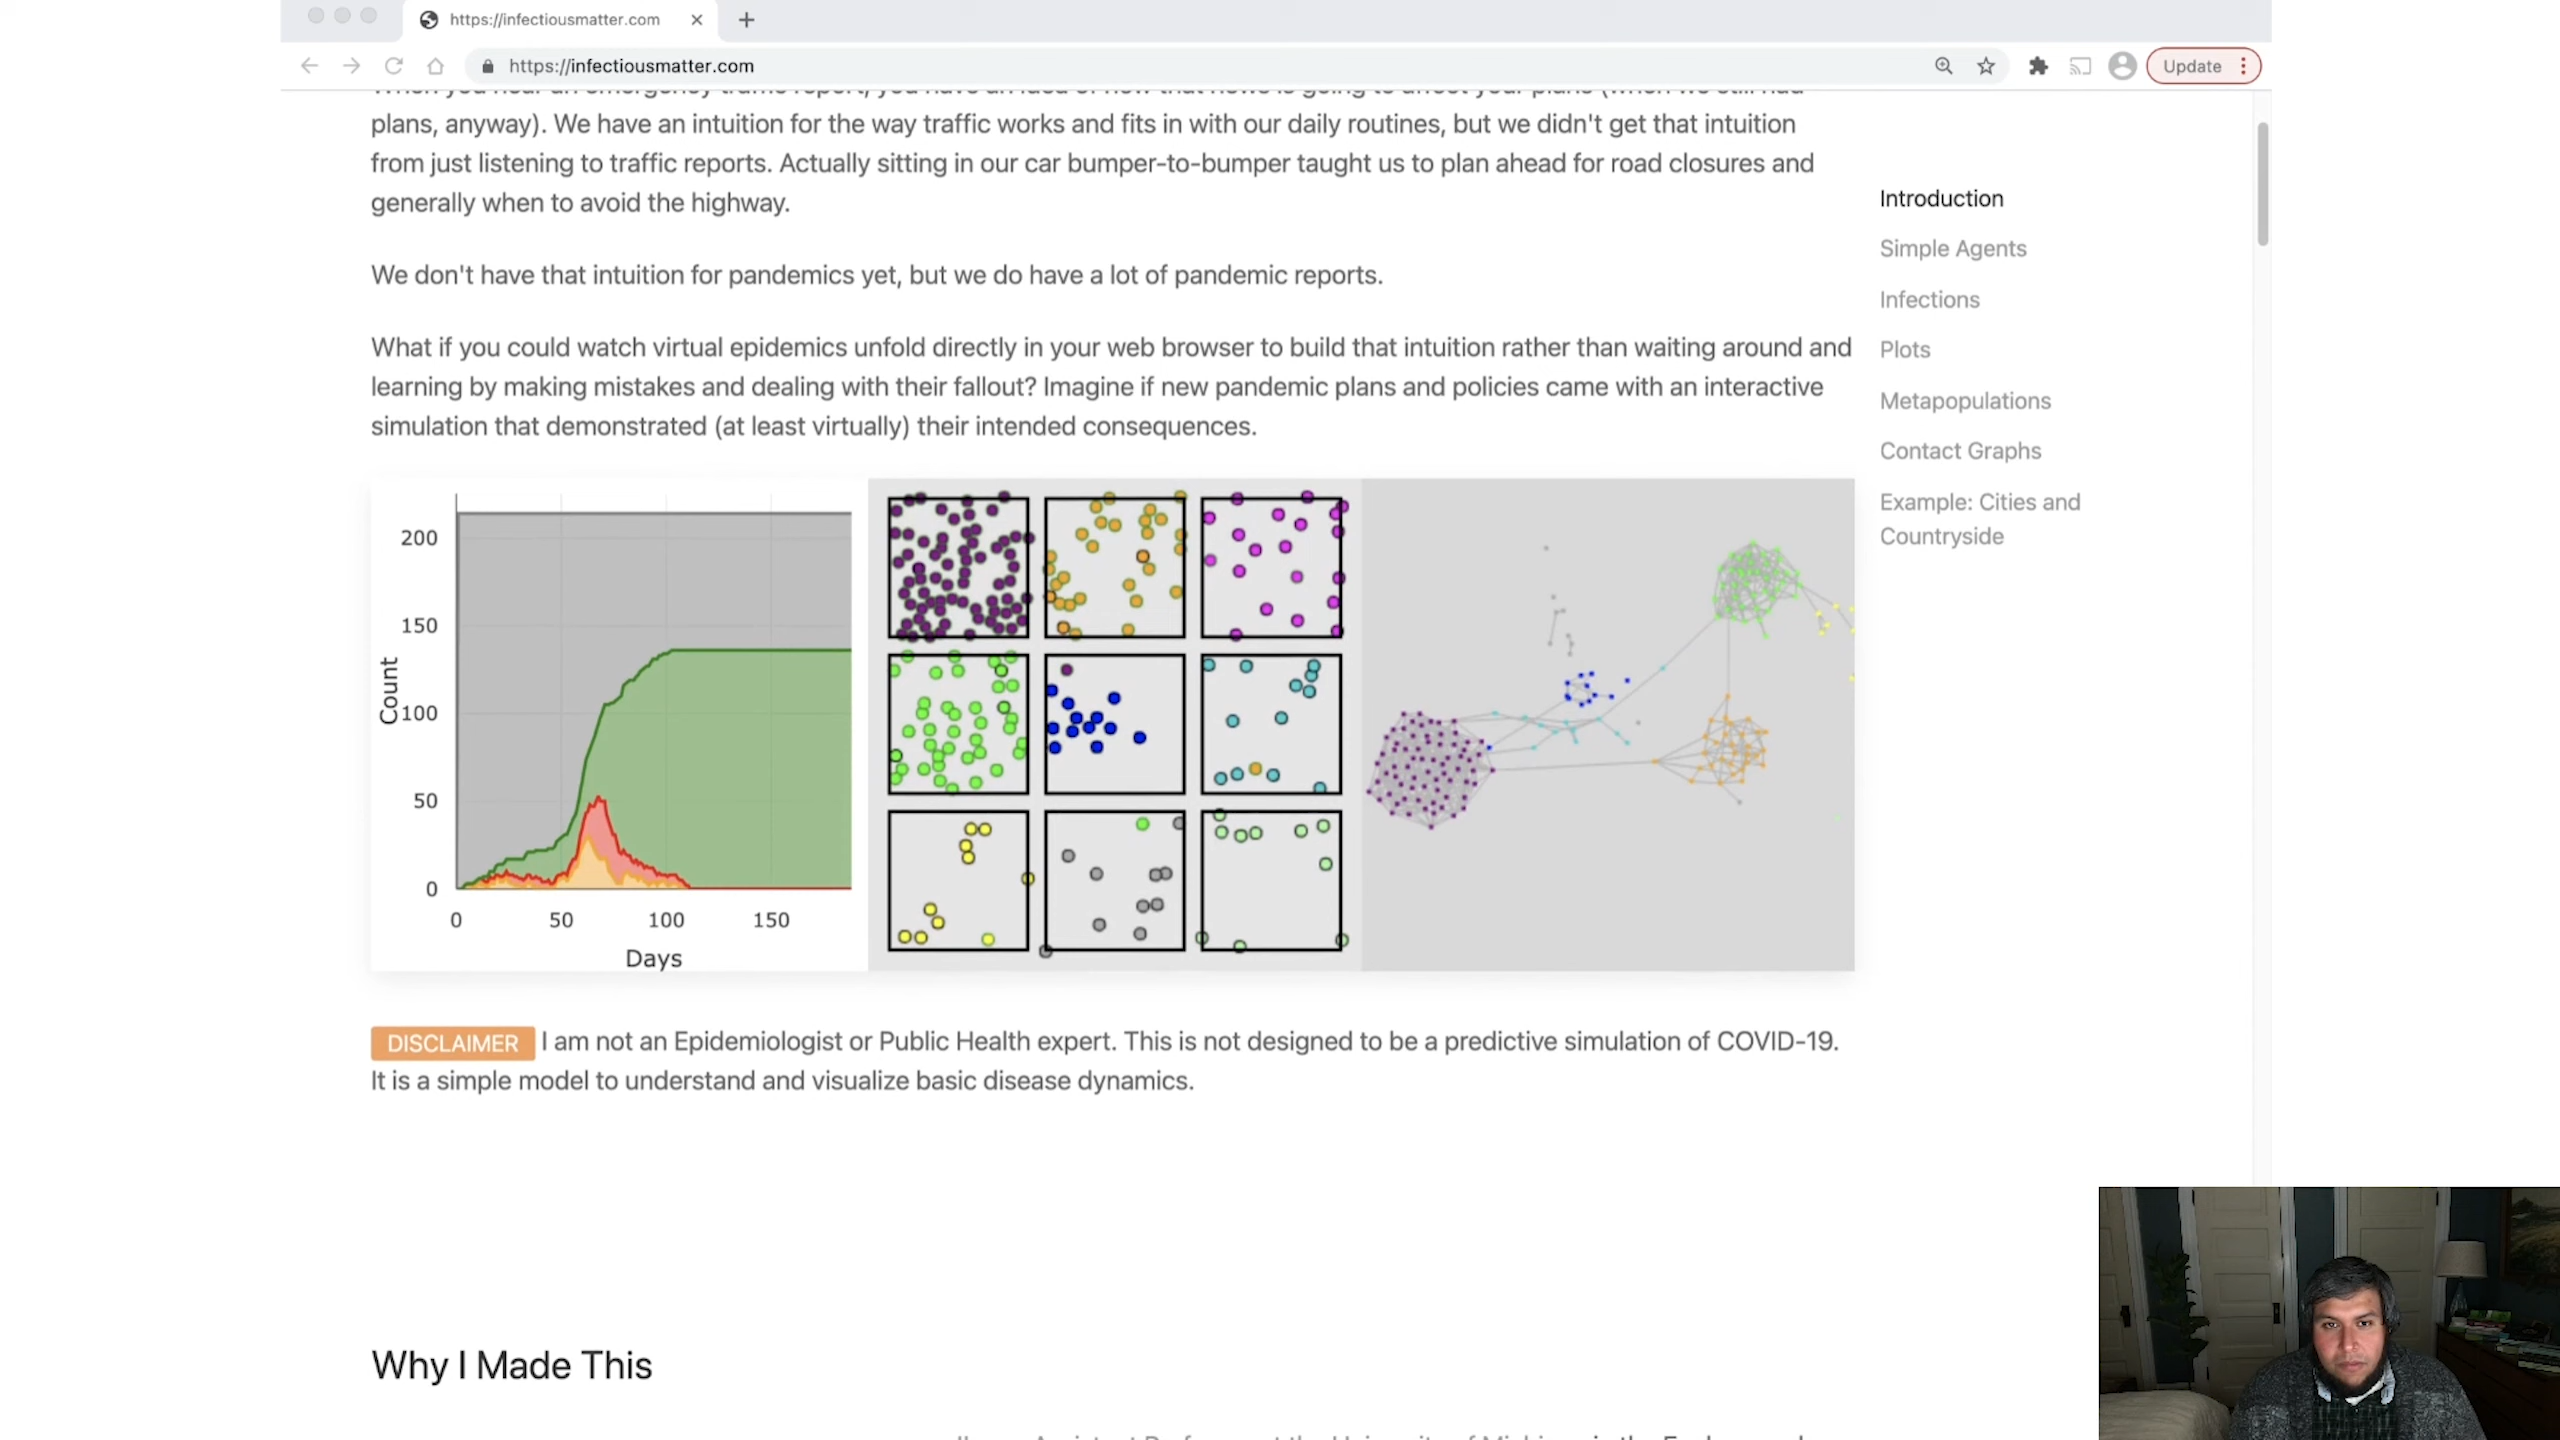 https://infectiousmatter.com
https://infectiousmatter.com
Update
plans, anyway). We have an intuition for the way traffic works and fits in with our daily routines, but we didn't get that intuition
from just listening to traffic reports. Actually sitting in our car bumper-to-bumper taught us to plan ahead for road closures and
generally when to avoid the highway.
We don't have that intuition for pandemics yet, but we do have a lot of pandemic reports.
What if you could watch virtual epidemics unfold directly in your web browser to build that intuition rather than waiting around and
learning by making mistakes and dealing with their fallout? Imagine if new pandemic plans and policies came with an interactive
simulation that demonstrated (at least virtually) their intended consequences.
Introduction
Simple Agents
Infections
Plots
Metapopulations
Contact Graphs
Example: Cities and
Countryside
200
150
100
50
0
Count
0 50 100 150
Days
DISCLAIMER I am not an Epidemiologist or Public Health expert. This is not designed to be a predictive simulation of COVID-19.
It is a simple model to understand and visualize basic disease dynamics.
Why I Made This